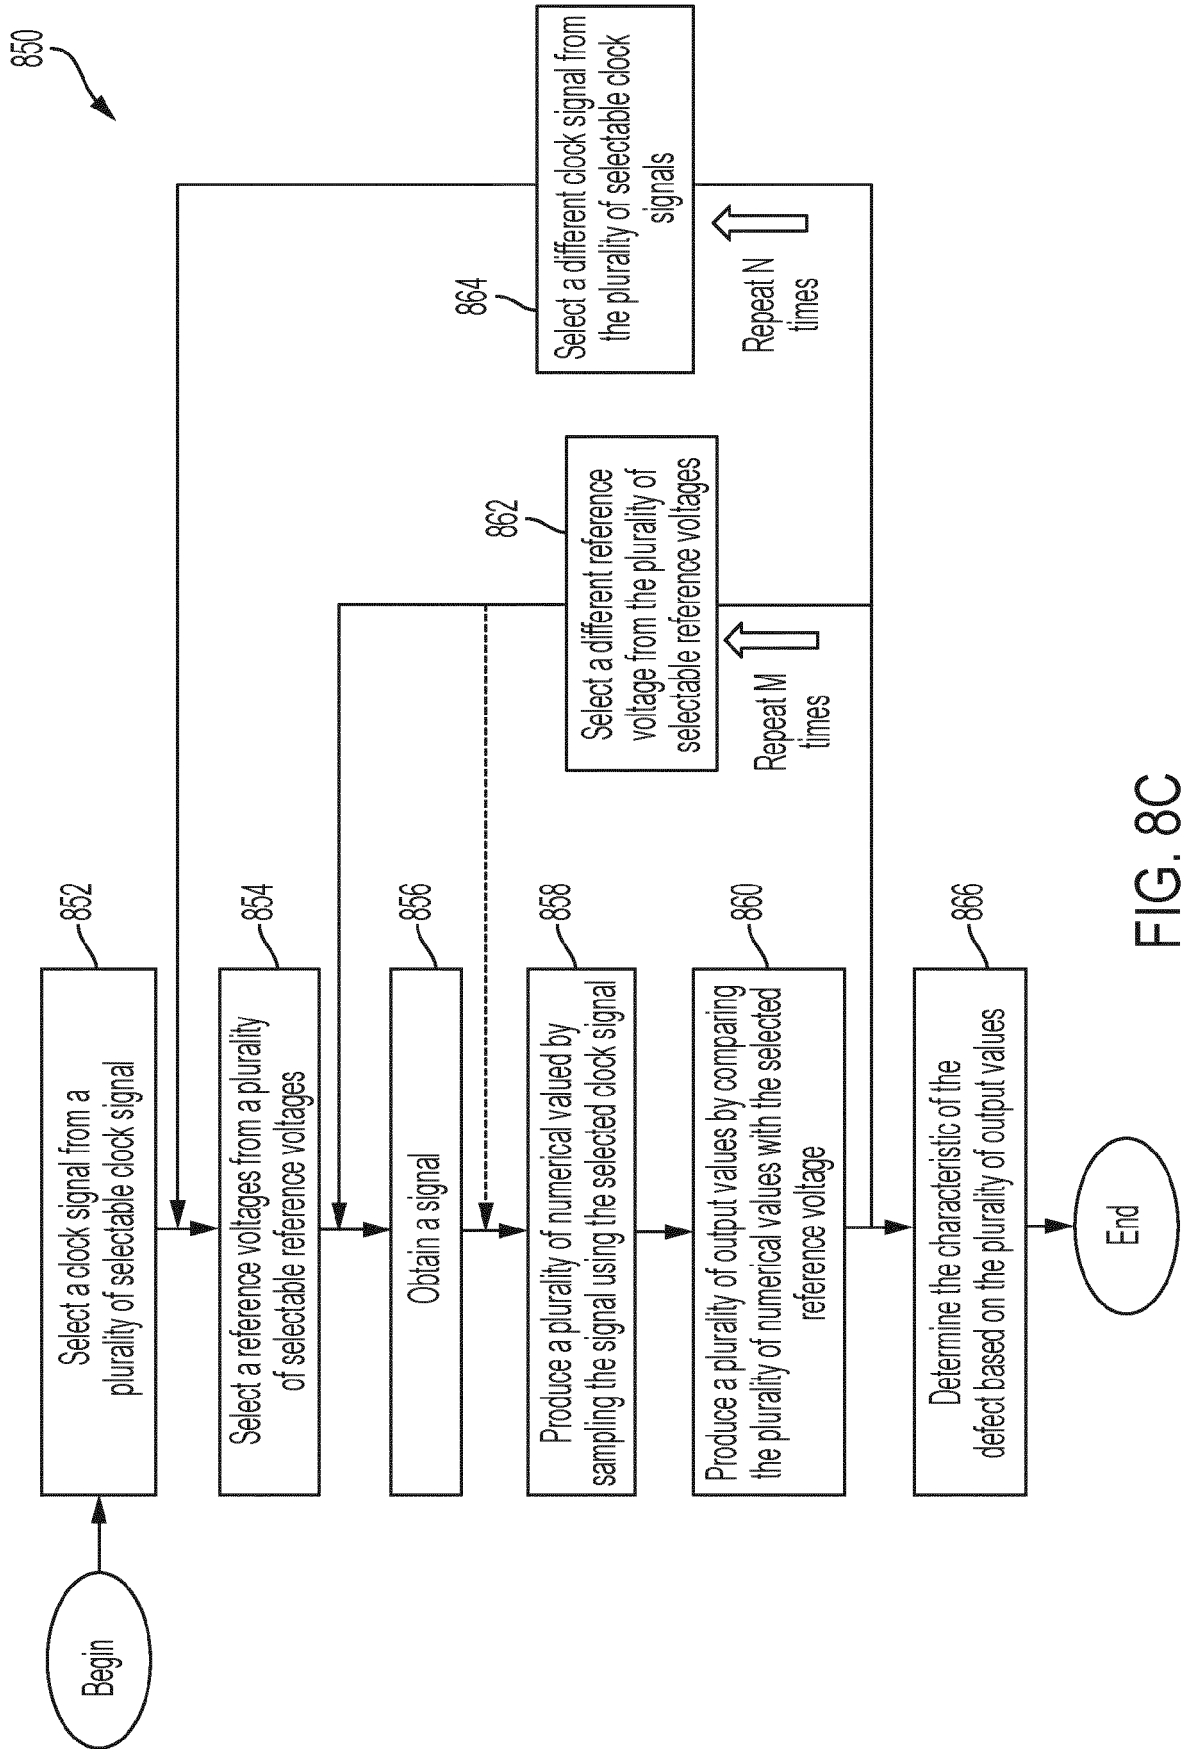 850
Begin
852
Select a clock signal from a
plurality of selectable clock signal
854
Select a reference voltages from a plurality
of selectable reference voltages
856
Obtain a signal
858
Produce a plurality of numerical valued by
sampling the signal using the selected clock signal
860
Produce a plurality of output values by comparing
the plurality of numerical values with the selected
reference voltage
862
Select a different reference
voltage from the plurality of
selectable reference voltages
Repeat M
times
864
Select a different clock signal from
the plurality of selectable clock
signals
Repeat N
times
866
Determine the characteristic of the
defect based on the plurality of output values
End
FIG. 8C